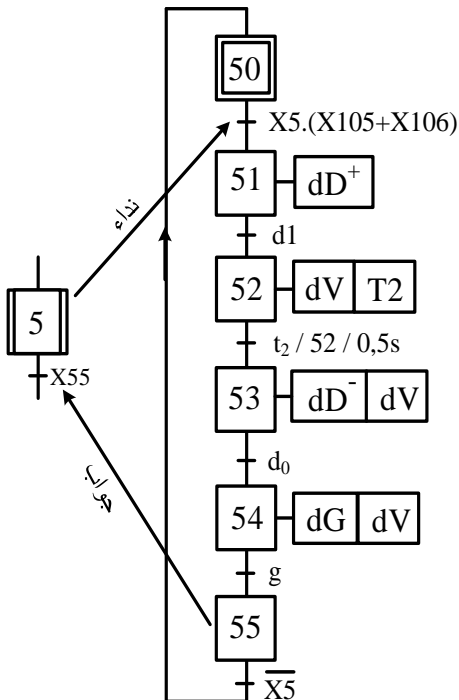 50
X5.(X105+X106)
51 dD⁺
نداء
d1
52 dV T2
5
X55
t₂ / 52 / 0,5s
53 dD⁻ dV
d₀
جواب
54 dG dV
g
55
X̅5̅